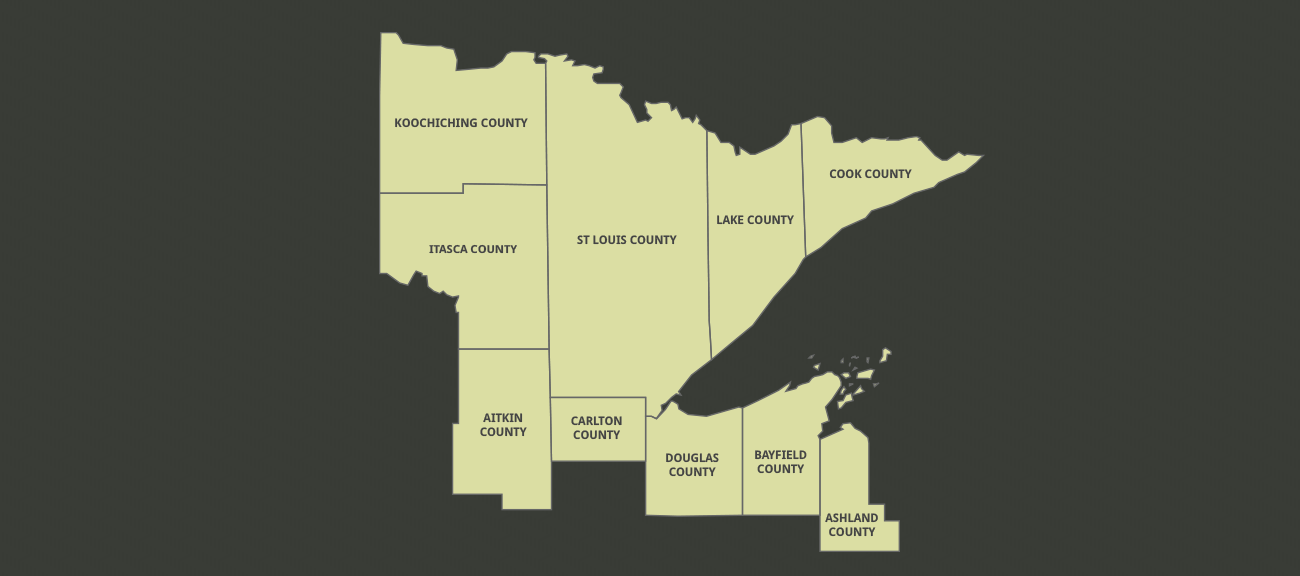 KOOCHICHING COUNTY
COOK COUNTY
LAKE COUNTY
ST LOUIS COUNTY
ITASCA COUNTY
AITKIN
COUNTY
CARLTON
COUNTY
DOUGLAS
COUNTY
BAYFIELD
COUNTY
ASHLAND
COUNTY